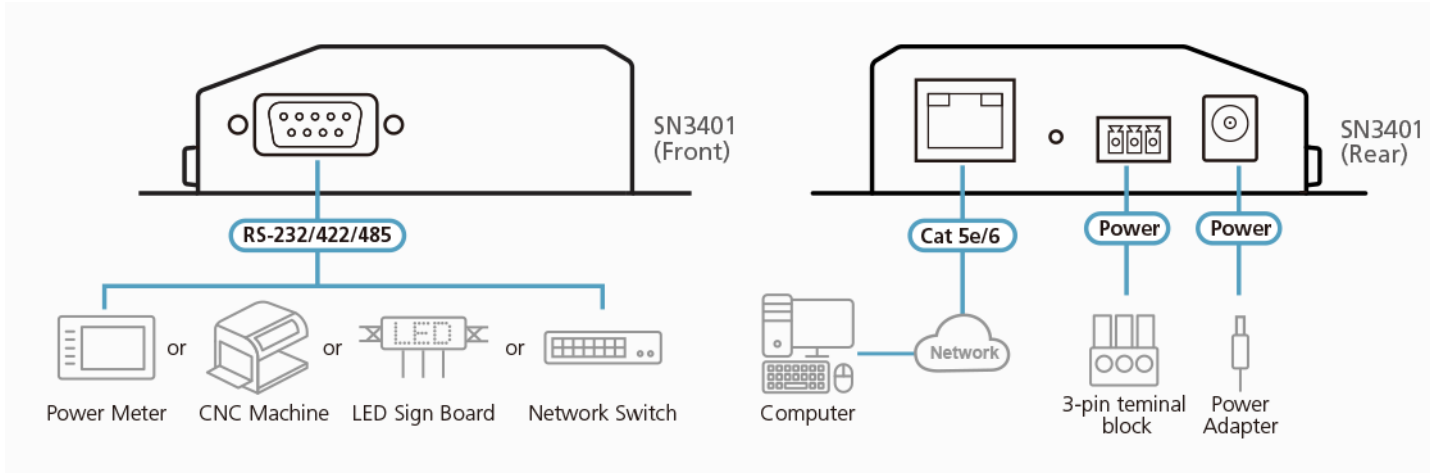 SN3401
(Front)
RS-232/422/485
LED
or
or
or
Power Meter
CNC Machine
LED Sign Board
Network Switch
SN3401
(Rear)
Cat 5e/6
Power
Power
Network
Computer
3-pin teminal
block
Power
Adapter